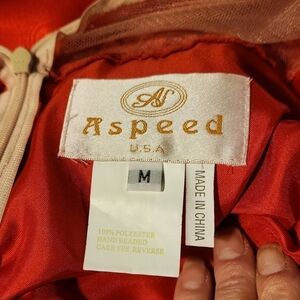 AS
Aspeed
U.S.A
M
MADE IN CHINA
100% POLYESTER
HAND BEADED
CARE SEE REVERSE